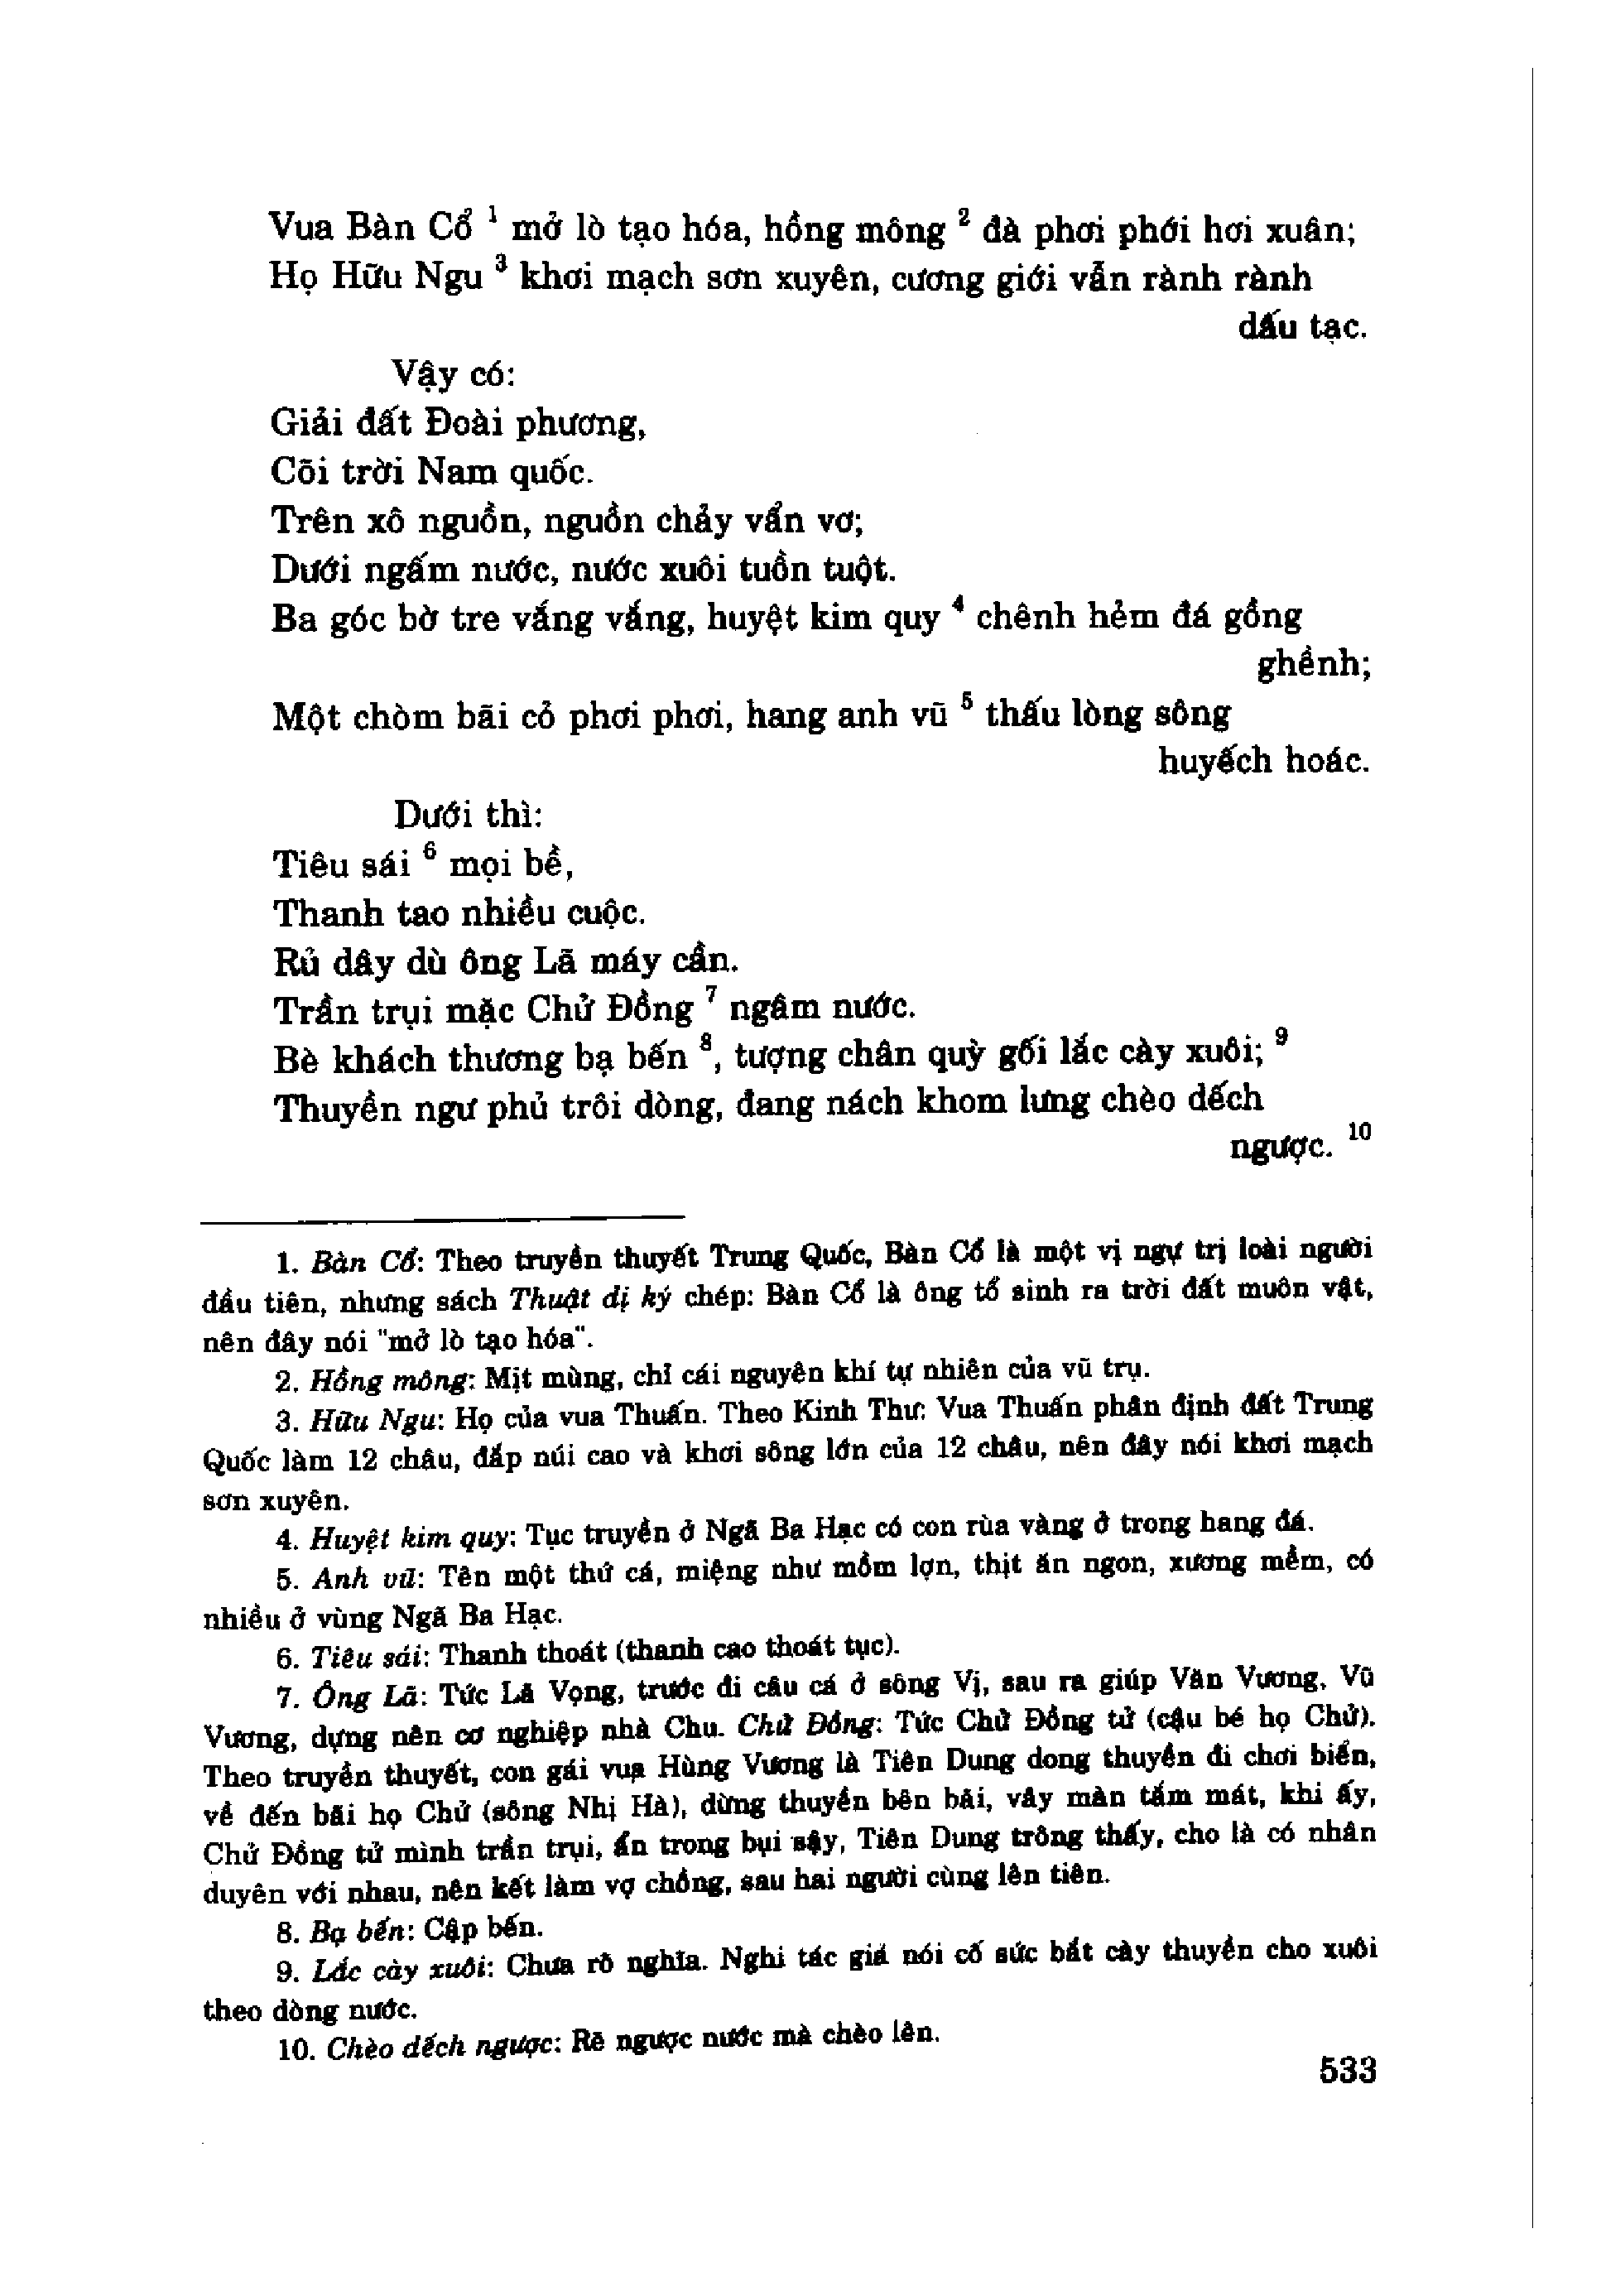 Vua Bàn Cổ ¹ mở lò tạo hóa, hồng mông ² đà phơi phới hơi xuân;
Họ Hữu Ngu ³ khơi mạch sơn xuyên, cương giới vẫn rành rành
dấu tạc.
Vậy có:
Giải đất Đoài phương,
Cõi trời Nam quốc.
Trên xô nguồn, nguồn chảy vẩn vơ;
Dưới ngấm nước, nước xuôi tuồn tuột.
Ba góc bờ tre vắng vắng, huyệt kim quy ⁴ chênh hẻm đá gồng
ghềnh;
Một chòm bãi cỏ phơi phơi, hang anh vũ ⁵ thấu lòng sông
huyếch hoác.
Dưới thì:
Tiêu sái ⁶ mọi bề,
Thanh tao nhiều cuộc.
Rủ dây dù ông Lã máy cần.
Trần trụi mặc Chử Đồng ⁷ ngâm nước.
Bè khách thương bạ bến ⁸, tượng chân quỳ gối lắc cày xuôi; ⁹
Thuyền ngư phủ trôi dòng, đang nách khom lưng chèo dếch
ngược. ¹⁰
1. Bàn Cổ: Theo truyền thuyết Trung Quốc, Bàn Cổ là một vị ngự trị loài người
đầu tiên, nhưng sách Thuật dị ký chép: Bàn Cổ là ông tổ sinh ra trời đất muôn vật,
nên đây nói "mở lò tạo hóa".
2. Hồng mông: Mịt mùng, chỉ cái nguyên khí tự nhiên của vũ trụ.
3. Hữu Ngu: Họ của vua Thuấn. Theo Kinh Thư: Vua Thuấn phân định đất Trung
Quốc làm 12 châu, đắp núi cao và khơi sông lớn của 12 châu, nên đây nói khơi mạch
sơn xuyên.
4. Huyệt kim quy: Tục truyền ở Ngã Ba Hạc có con rùa vàng ở trong hang đá.
5. Anh vũ: Tên một thứ cá, miệng như mồm lợn, thịt ăn ngon, xương mềm, có
nhiều ở vùng Ngã Ba Hạc.
6. Tiêu sái: Thanh thoát (thanh cao thoát tục).
7. Ông Lã: Tức Lã Vọng, trước đi câu cá ở sông Vị, sau ra giúp Văn Vương, Vũ
Vương, dựng nên cơ nghiệp nhà Chu. Chử Đồng: Tức Chử Đồng tử (cậu bé họ Chử).
Theo truyền thuyết, con gái vua Hùng Vương là Tiên Dung dong thuyền đi chơi biển,
về đến bãi họ Chử (sông Nhị Hà), dừng thuyền bên bãi, vây màn tắm mát, khi ấy,
Chử Đồng tử mình trần trụi, ẩn trong bụi sậy, Tiên Dung trông thấy, cho là có nhân
duyên với nhau, nên kết làm vợ chồng, sau hai người cùng lên tiên.
8. Bạ bến: Cập bến.
9. Lắc cày xuôi: Chưa rõ nghĩa. Nghi tác giả nói cố sức bắt cày thuyền cho xuôi
theo dòng nước.
10. Chèo dếch ngược: Rẽ ngược nước mà chèo lên.
533